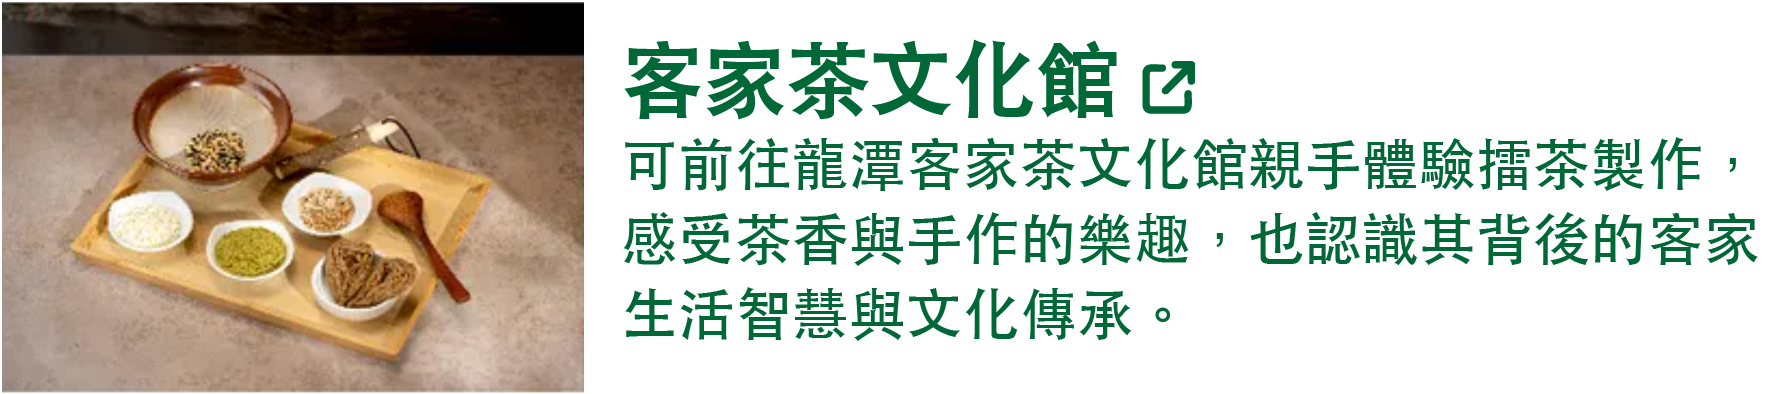 客家茶文化館
可前往龍潭客家茶文化館親手體驗擂茶製作，
感受茶香與手作的樂趣，也認識其背後的客家
生活智慧與文化傳承。